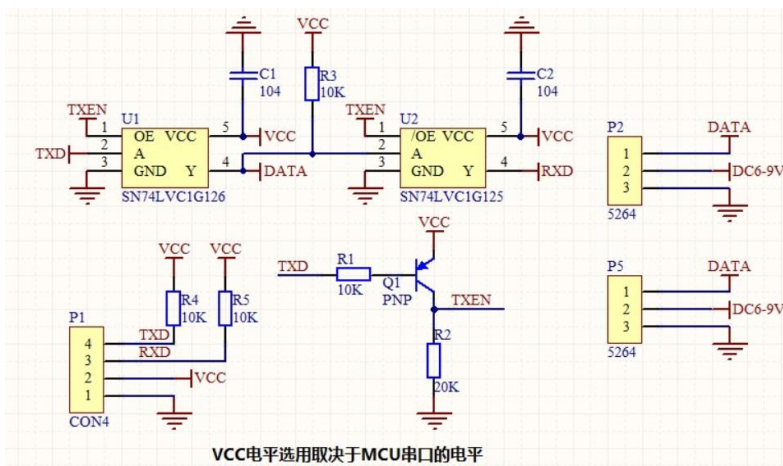 VCC
C1
104
R3
10K
C2
104
TXEN
U1
1 OE VCC 5 VCC
TXD 2 A
3 GND Y 4 DATA
SN74LVC1G126
TXEN
U2
1 /OE VCC 5 VCC
2 A
3 GND Y 4 RXD
SN74LVC1G125
P2
DATA
1
2 DC6-9V
3
5264
VCC VCC
R4 R5
10K 10K
P1
4 TXD
3 RXD
2 VCC
1
CON4
VCC
TXD R1
10K
Q1
PNP
TXEN
R2
20K
P5
DATA
1
2 DC6-9V
3
5264
VCC电平选用取决于MCU串口的电平